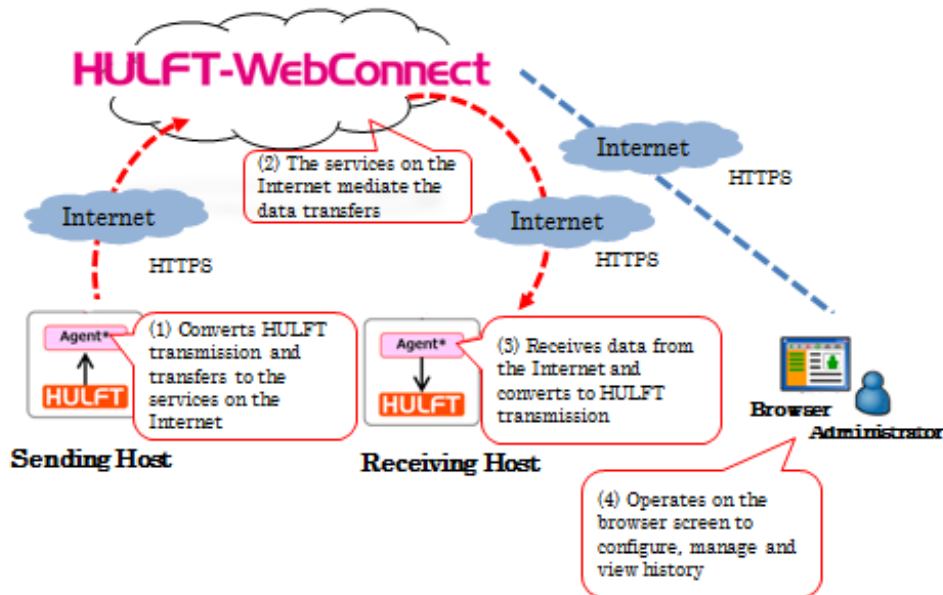 HULFT-WebConnect
(2) The services on the
Internet mediate the
data transfers
Internet
HTTPS
Internet
HTTPS
Internet
HTTPS
Agent*
HULFT
(1) Converts HULFT
transmission and
transfers to the
services on the
Internet
Sending Host
Agent*
HULFT
(3) Receives data from
the Internet and
converts to HULFT
transmission
Receiving Host
Browser
Administrator
(4) Operates on the
browser screen to
configure, manage and
view history